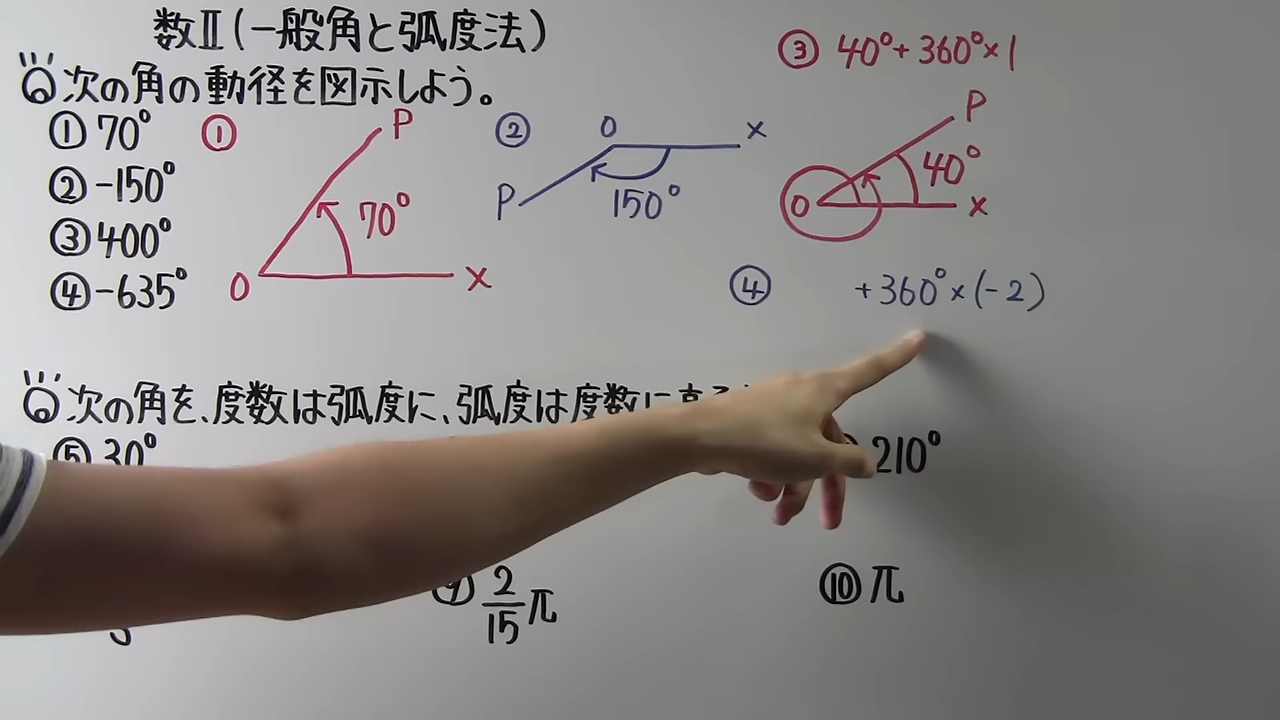 数Ⅱ(一般角と弧度法)
Q 次の角の動径を図示しよう。
① 70°
② -150°
③ 400°
④ -635°
①
P
70°
O
X
②
O
X
P
150°
③ 40°+360°×1
P
40°
O
X
④ +360°×(-2)
Q 次の角を、度数は弧度に、弧度は度数に
⑤ 30°
210°
2/15 π
⑩ π